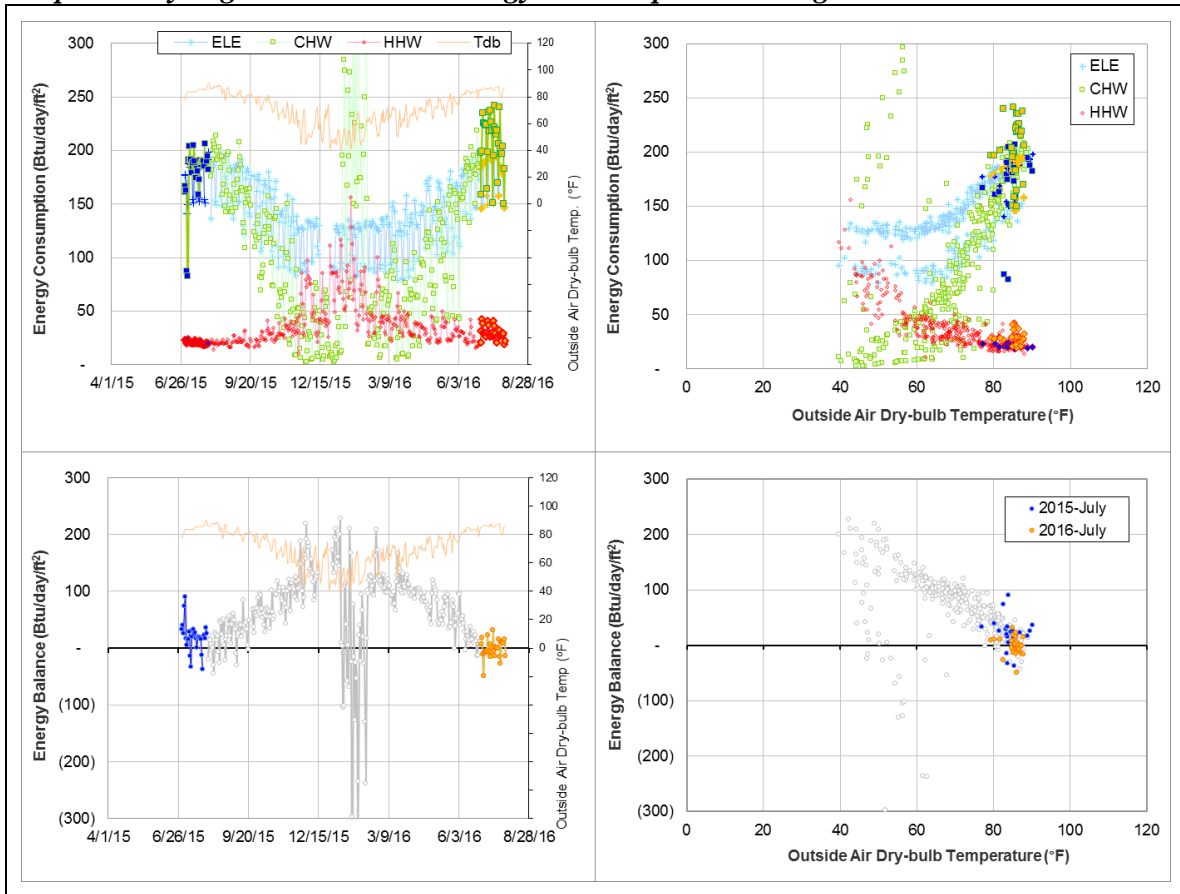 ELE CHW HHW Tdb
300
250
200
150
100
50
-
Energy Consumption (Btu/day/ft²)
120
100
80
60
40
20
0
Outside Air Dry-bulb Temp. (°F)
4/1/15 6/26/15 9/20/15 12/15/15 3/9/16 6/3/16 8/28/16
300
250
200
150
100
50
-
Energy Consumption (Btu/day/ft²)
ELE
CHW
HHW
0 20 40 60 80 100 120
Outside Air Dry-bulb Temperature (°F)
300
200
100
-
(100)
(200)
(300)
Energy Balance (Btu/day/ft²)
120
100
80
60
40
20
0
Outside Air Dry-bulb Temp (°F)
4/1/15 6/26/15 9/20/15 12/15/15 3/9/16 6/3/16 8/28/16
300
200
100
-
(100)
(200)
(300)
Energy Balance (Btu/day/ft²)
2015-July
2016-July
0 20 40 60 80 100 120
Outside Air Dry-bulb Temperature (°F)